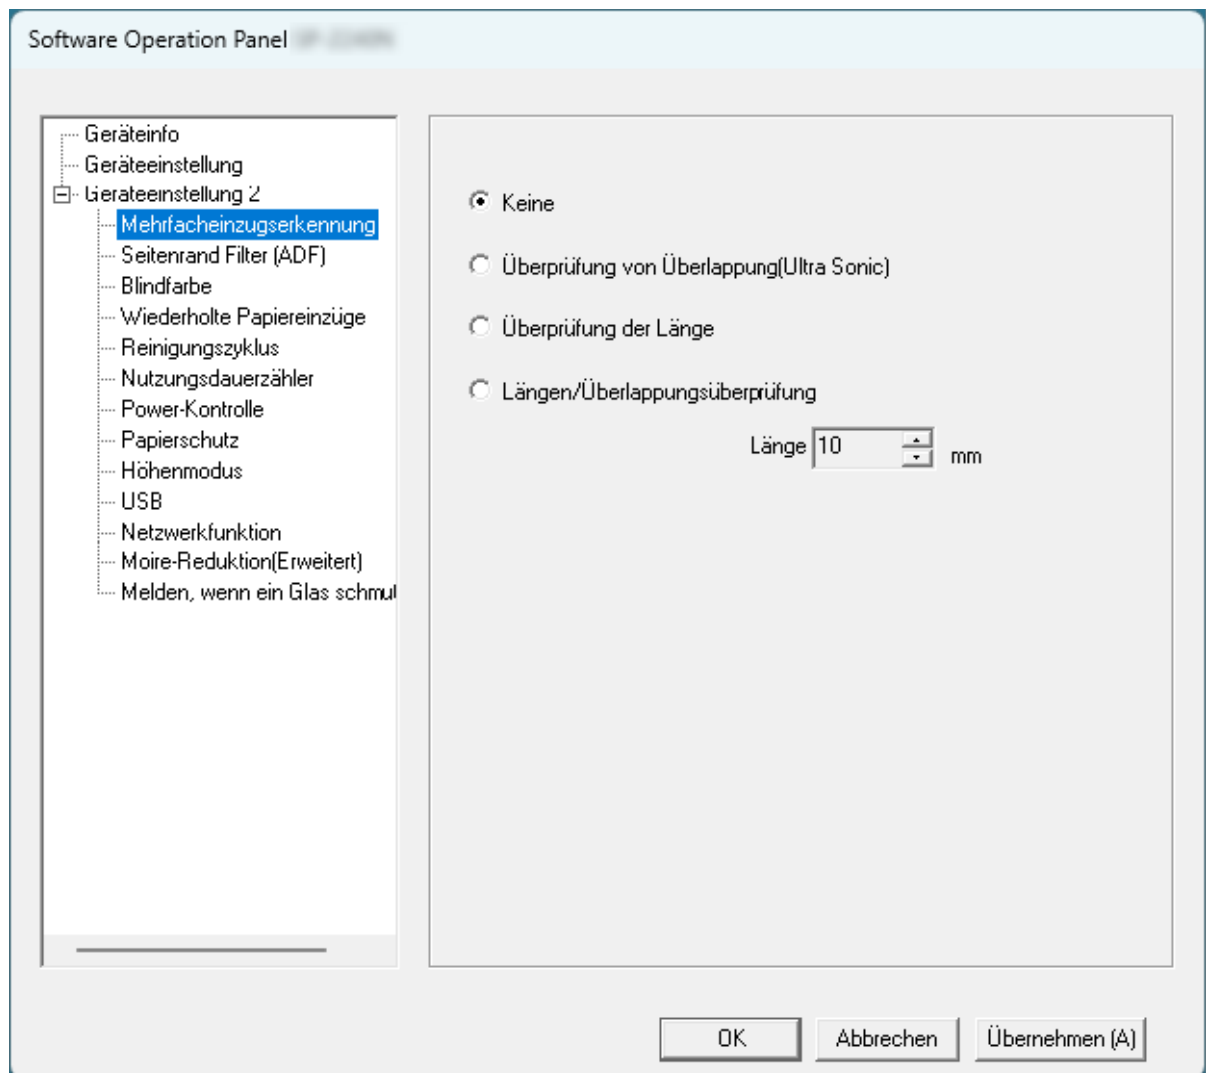 Software Operation Panel
Geräteinfo
Geräteeinstellung
Geräteeinstellung 2
Mehrfacheinzugserkennung
Seitenrand Filter (ADF)
Blindfarbe
Wiederholte Papiereinzüge
Reinigungszyklus
Nutzungsdauerzähler
Power-Kontrolle
Papierschutz
Höhenmodus
USB
Netzwerkfunktion
Moire-Reduktion(Erweitert)
Melden, wenn ein Glas schmu
Keine
Überprüfung von Überlappung(Ultra Sonic)
Überprüfung der Länge
Längen/Überlappungsüberprüfung
Länge 10 mm
OK Abbrechen Übernehmen (A)